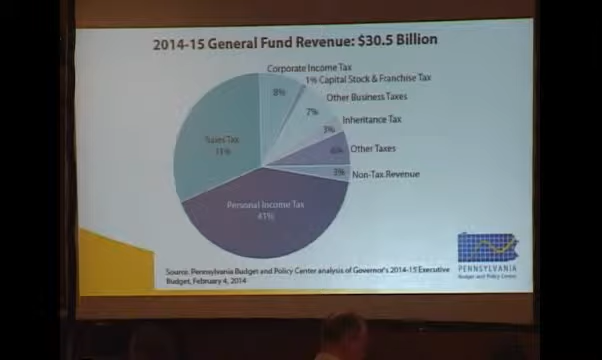 2014-15 General Fund Revenue: $30.5 Billion
Corporate Income Tax
8%
1% Capital Stock & Franchise Tax
Other Business Taxes
7%
Inheritance Tax
3%
Other Taxes
6%
Non-Tax Revenue
3%
Sales Tax
31%
Personal Income Tax
41%
Source: Pennsylvania Budget and Policy Center analysis of Governor's 2014-15 Executive
Budget, February 4, 2014
PENNSYLVANIA
Budget and Policy Center